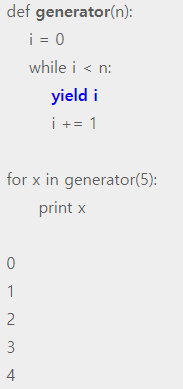 def generator(n):
    i = 0
    while i < n:
        yield i
        i += 1

for x in generator(5):
    print x

0
1
2
3
4